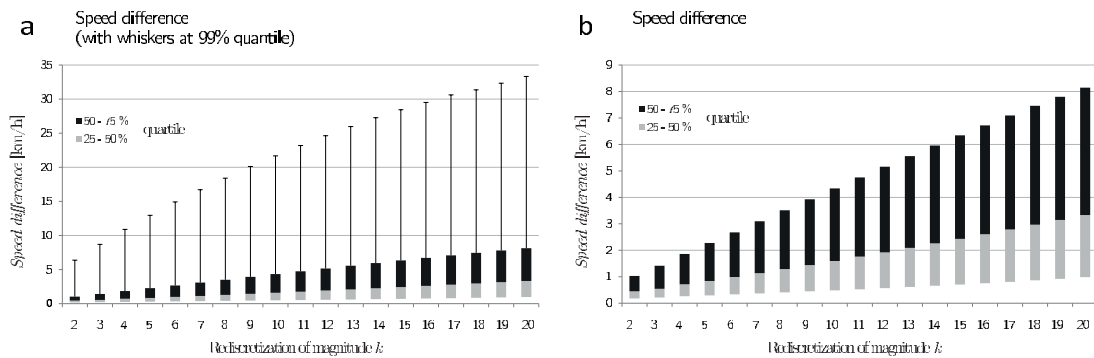 a
Speed difference
(with whiskers at 99% quantile)
35
30
25
20
15
10
5
0
Speed difference [km/h]
50 - 75 %
25 - 50 %
quartile
2 3 4 5 6 7 8 9 10 11 12 13 14 15 16 17 18 19 20
Rediscretization of magnitude k
b
Speed difference
9
8
7
6
5
4
3
2
1
0
Speed difference [km/h]
50 - 75 %
25 - 50 %
quartile
2 3 4 5 6 7 8 9 10 11 12 13 14 15 16 17 18 19 20
Rediscretization of magnitude k